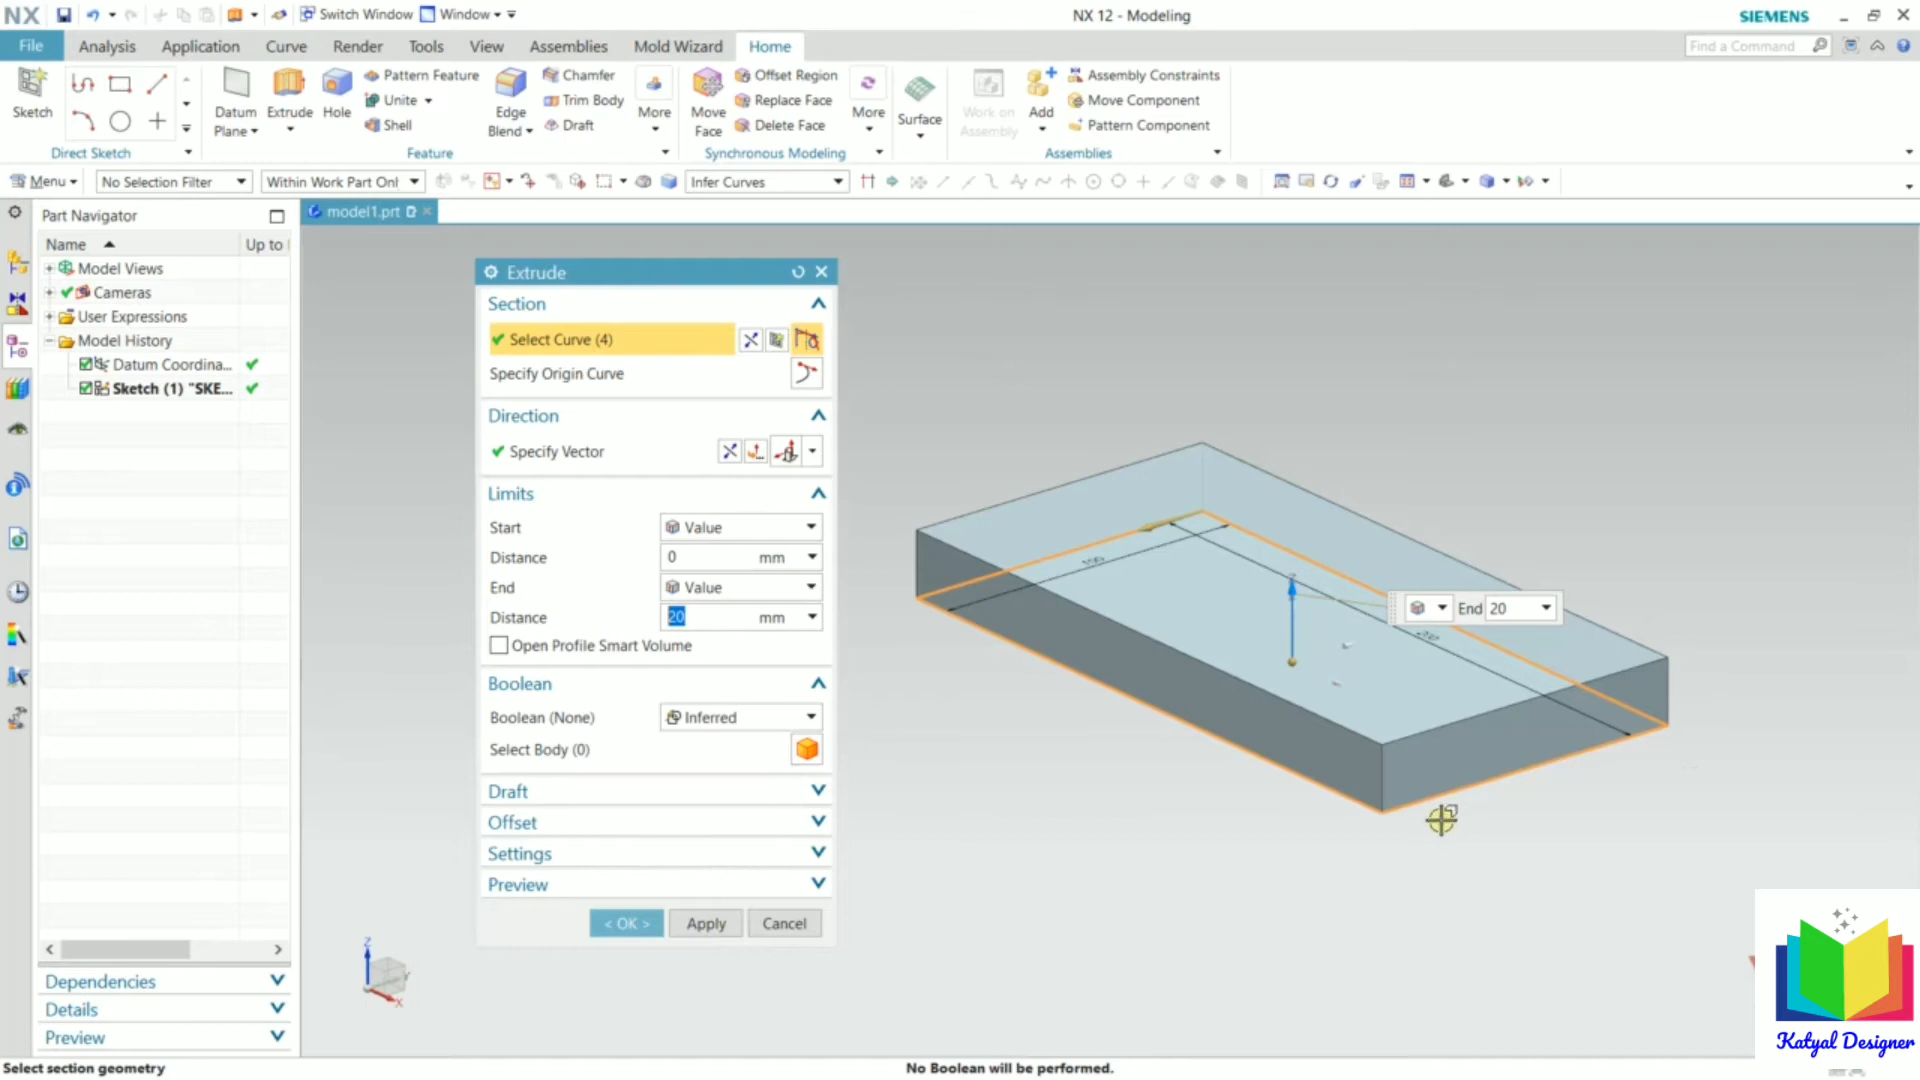 NX Switch Window Window NX 12 - Modeling SIEMENS
File Analysis Application Curve Render Tools View Assemblies Mold Wizard Home Find a Command
Sketch
Direct Sketch
Datum Plane Extrude Hole
Pattern Feature
Unite
Shell
Edge Blend
Chamfer
Trim Body
Draft
More
Feature
Move Face
Offset Region
Replace Face
Delete Face
More
Synchronous Modeling
Surface
Work on Assembly
Add
Assembly Constraints
Move Component
Pattern Component
Assemblies
Menu No Selection Filter Within Work Part Onl Infer Curves
Part Navigator
model1.prt
Name Up to
Model Views
Cameras
User Expressions
Model History
Datum Coordina...
Sketch (1) "SKE...
Dependencies
Details
Preview
Extrude
Section
Select Curve (4)
Specify Origin Curve
Direction
Specify Vector
Limits
Start Value
Distance 0 mm
End Value
Distance 20 mm
Open Profile Smart Volume
Boolean
Boolean (None) Inferred
Select Body (0)
Draft
Offset
Settings
Preview
< OK > Apply Cancel
100
End 20
200
Z
Y
X
Katyal Designer
Select section geometry No Boolean will be performed.